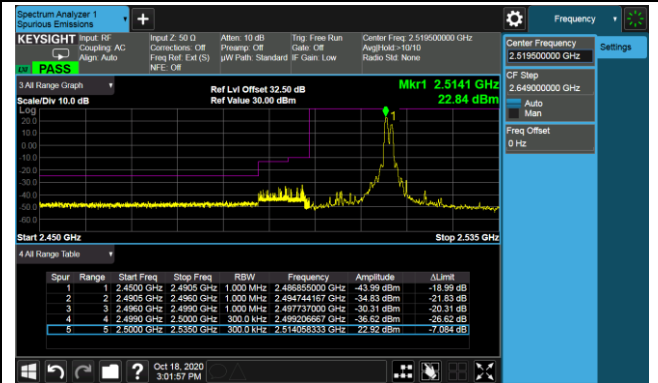 Spectrum Analyzer 1
Spurious Emissions
Frequency
KEYSIGHT
Input: RF
Coupling: AC
Align: Auto
Input Z: 50 Ω
Corrections: Off
Freq Ref: Ext (S)
NFE: Off
Atten: 10 dB
Preamp: Off
µW Path: Standard
Trig: Free Run
Gate: Off
IF Gain: Low
Center Freq: 2.519500000 GHz
Avg|Hold:>10/10
Radio Std: None
PASS
Center Frequency
2.519500000 GHz
Settings
CF Step
2.649000000 GHz
Auto
Man
Freq Offset
0 Hz
3 All Range Graph
Scale/Div 10.0 dB
Ref Lvl Offset 32.50 dB
Ref Value 30.00 dBm
Mkr1 2.5141 GHz
22.84 dBm
Log
20.0
10.0
0.00
-10.0
-20.0
-30.0
-40.0
-50.0
-60.0
1
Start 2.450 GHz
Stop 2.535 GHz
4 All Range Table
Spur Range Start Freq Stop Freq RBW Frequency Amplitude ΔLimit
1 1 2.4500 GHz 2.4905 GHz 1.000 MHz 2.486855000 GHz -43.99 dBm -18.99 dB
2 2 2.4905 GHz 2.4960 GHz 1.000 MHz 2.494744167 GHz -34.83 dBm -21.83 dB
3 3 2.4960 GHz 2.4990 GHz 1.000 MHz 2.497737000 GHz -30.31 dBm -20.31 dB
4 4 2.4990 GHz 2.5000 GHz 300.0 kHz 2.499206667 GHz -36.62 dBm -26.62 dB
5 5 2.5000 GHz 2.5350 GHz 300.0 kHz 2.514058333 GHz 22.92 dBm -7.084 dB
?
Oct 18, 2020
3:01:57 PM